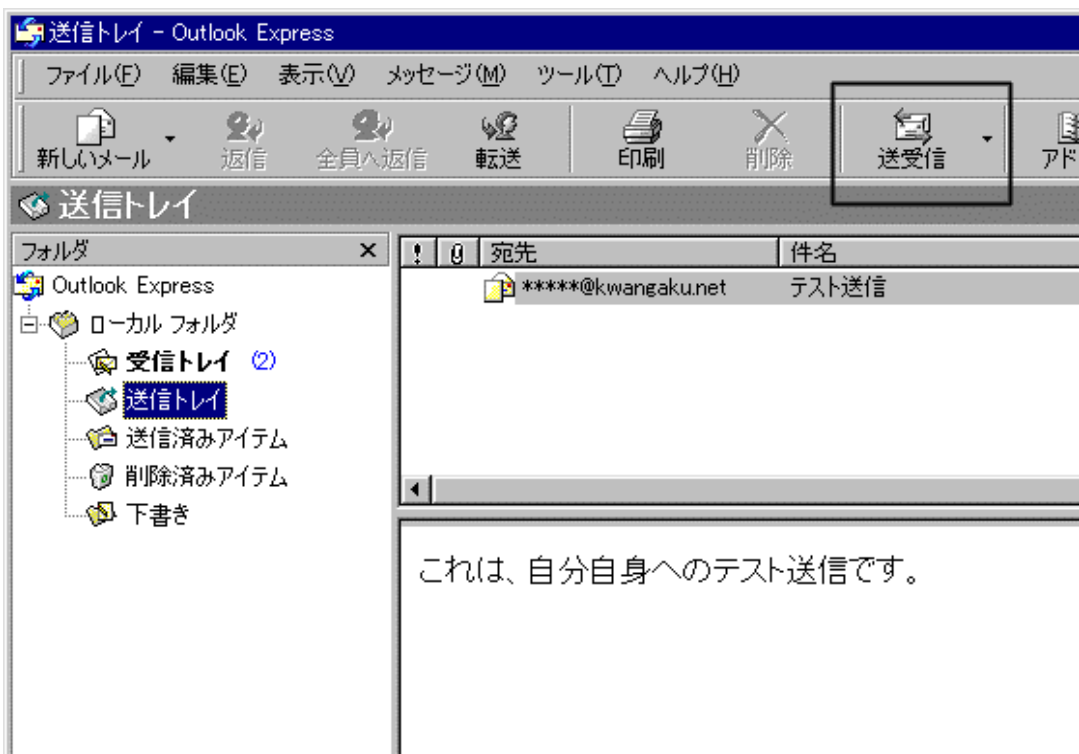 送信トレイ - Outlook Express
ファイル(F) 編集(E) 表示(V) メッセージ(M) ツール(T) ヘルプ(H)
新しいメール 返信 全員へ返信 転送 印刷 削除 送受信 アド
送信トレイ
フォルダ
! 宛先 件名
Outlook Express
*****@kwangaku.net テスト送信
ローカル フォルダ
受信トレイ (2)
送信トレイ
送信済みアイテム
削除済みアイテム
下書き
これは、自分自身へのテスト送信です。